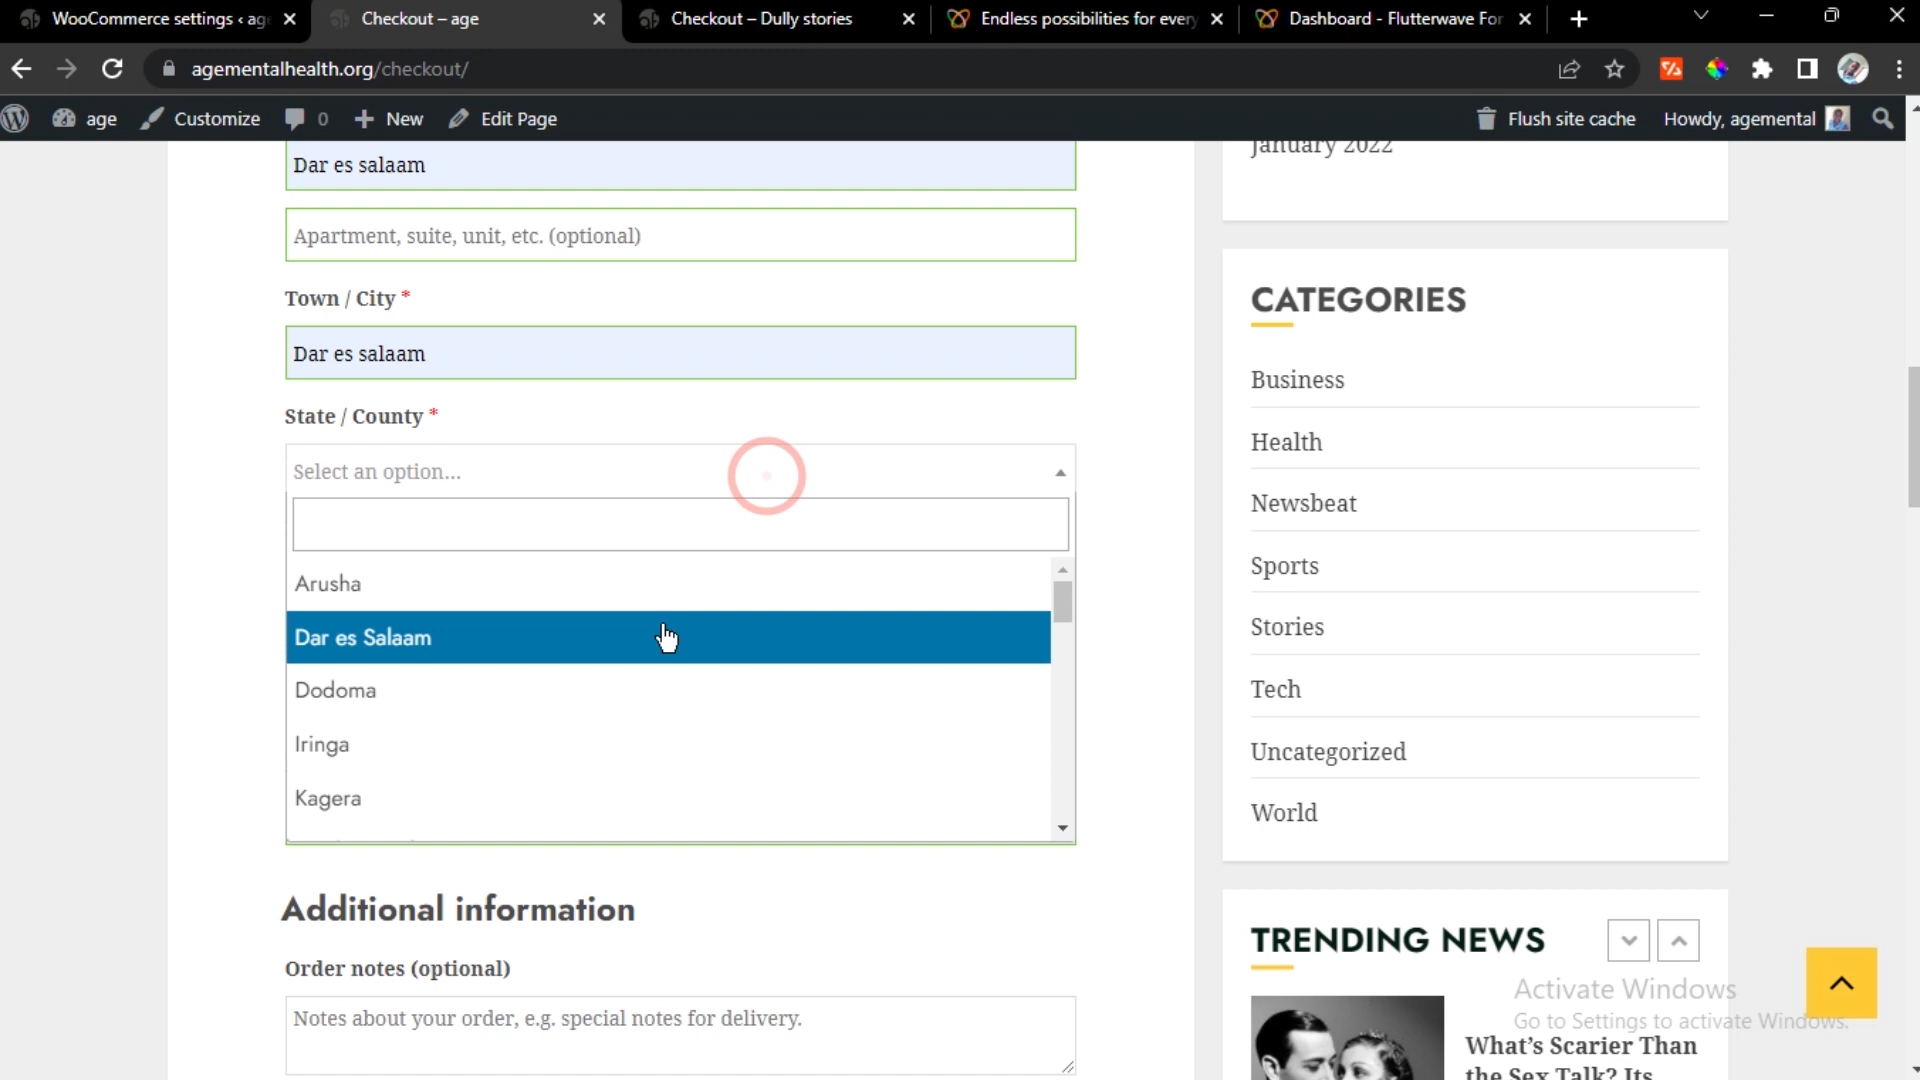 WooCommerce settings ‹ age
Checkout – age
Checkout – Dully stories
Endless possibilities for every
Dashboard - Flutterwave For
agementalhealth.org/checkout/
age
Customize
0
New
Edit Page
Flush site cache
Howdy, agemental
Dar es salaam
Apartment, suite, unit, etc. (optional)
Town / City *
Dar es salaam
State / County *
Select an option...
Arusha
Dar es Salaam
Dodoma
Iringa
Kagera
Additional information
Order notes (optional)
Notes about your order, e.g. special notes for delivery.
January 2022
CATEGORIES
Business
Health
Newsbeat
Sports
Stories
Tech
Uncategorized
World
TRENDING NEWS
What's Scarier Than
the Sex Talk? Its
Activate Windows
Go to Settings to activate Windows.